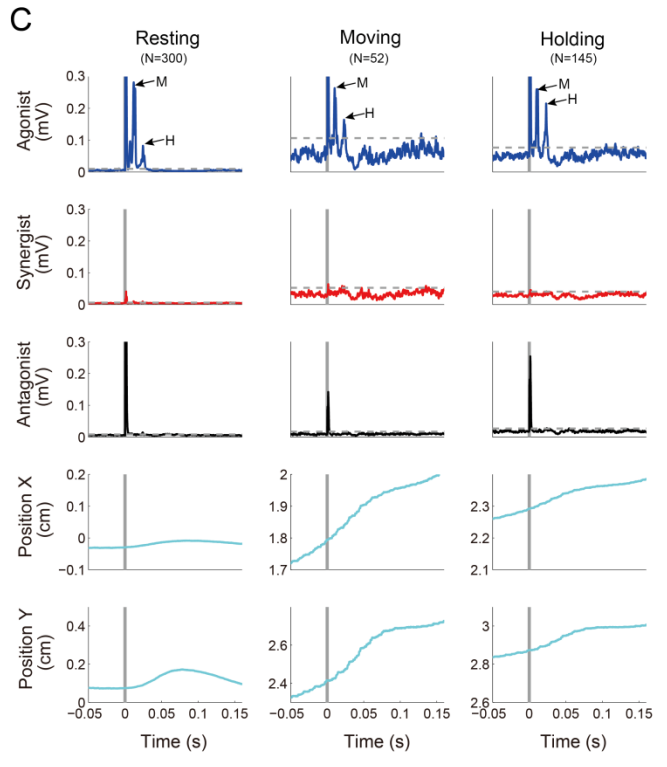 C
Resting Moving Holding
(N=300) (N=52) (N=145)
Agonist
(mV)
0.3
0.2
0.1
0
M
H
M
H
M
H
Synergist
(mV)
0.3
0.2
0.1
0
Antagonist
(mV)
0.3
0.2
0.1
0
Position X
(cm)
0.2
0
−0.1
2
1.9
1.8
1.7
2.3
2.2
2.1
Position Y
(cm)
0.4
0.2
0
2.6
2.4
3
2.8
2.6
−0.05 0 0.05 0.1 0.15
−0.05 0 0.05 0.1 0.15
−0.05 0 0.05 0.1 0.15
Time (s) Time (s) Time (s)